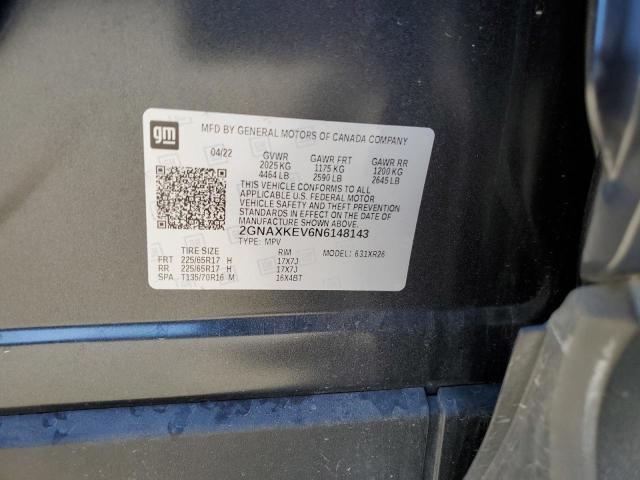 gm
MFD BY GENERAL MOTORS OF CANADA COMPANY
04/22 GVWR GAWR FRT GAWR RR
2025 KG 1175 KG 1200 KG
4464 LB 2590 LB 2645 LB
THIS VEHICLE CONFORMS TO ALL
APPLICABLE U.S. FEDERAL MOTOR
VEHICLE SAFETY AND THEFT PREVENTION
STANDARDS IN EFFECT ON THE DATE OF
MANUFACTURE SHOWN ABOVE.
2GNAXKEV6N6148143
TYPE: MPV MODEL: 631XR26
TIRE SIZE RIM
FRT 225/65R17 H 17X7J
RR 225/65R17 H 17X7J
SPA T135/70R16 M 16X4BT